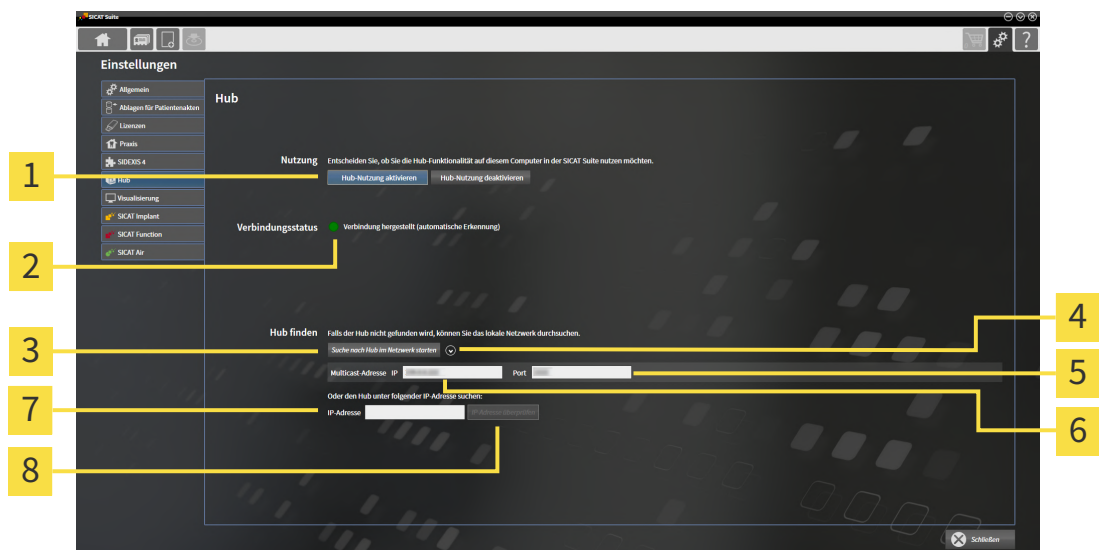 SICAT Suite
?
Einstellungen
Allgemein
Ablagen für Patientenakten
Lizenzen
Praxis
SIDEXIS 4
Hub
Visualisierung
SICAT Implant
SICAT Function
SICAT Air
Hub
Nutzung Entscheiden Sie, ob Sie die Hub-Funktionalität auf diesem Computer in der SICAT Suite nutzen möchten.
1
Hub-Nutzung aktivieren Hub-Nutzung deaktivieren
Verbindungsstatus Verbindung hergestellt (automatische Erkennung)
2
4
Hub finden Falls der Hub nicht gefunden wird, können Sie das lokale Netzwerk durchsuchen.
3
Suche nach Hub im Netzwerk starten
Multicast-Adresse IP Port
5
Oder den Hub unter folgender IP-Adresse suchen:
7
IP-Adresse IP-Adresse überprüfen
6
8
Schließen